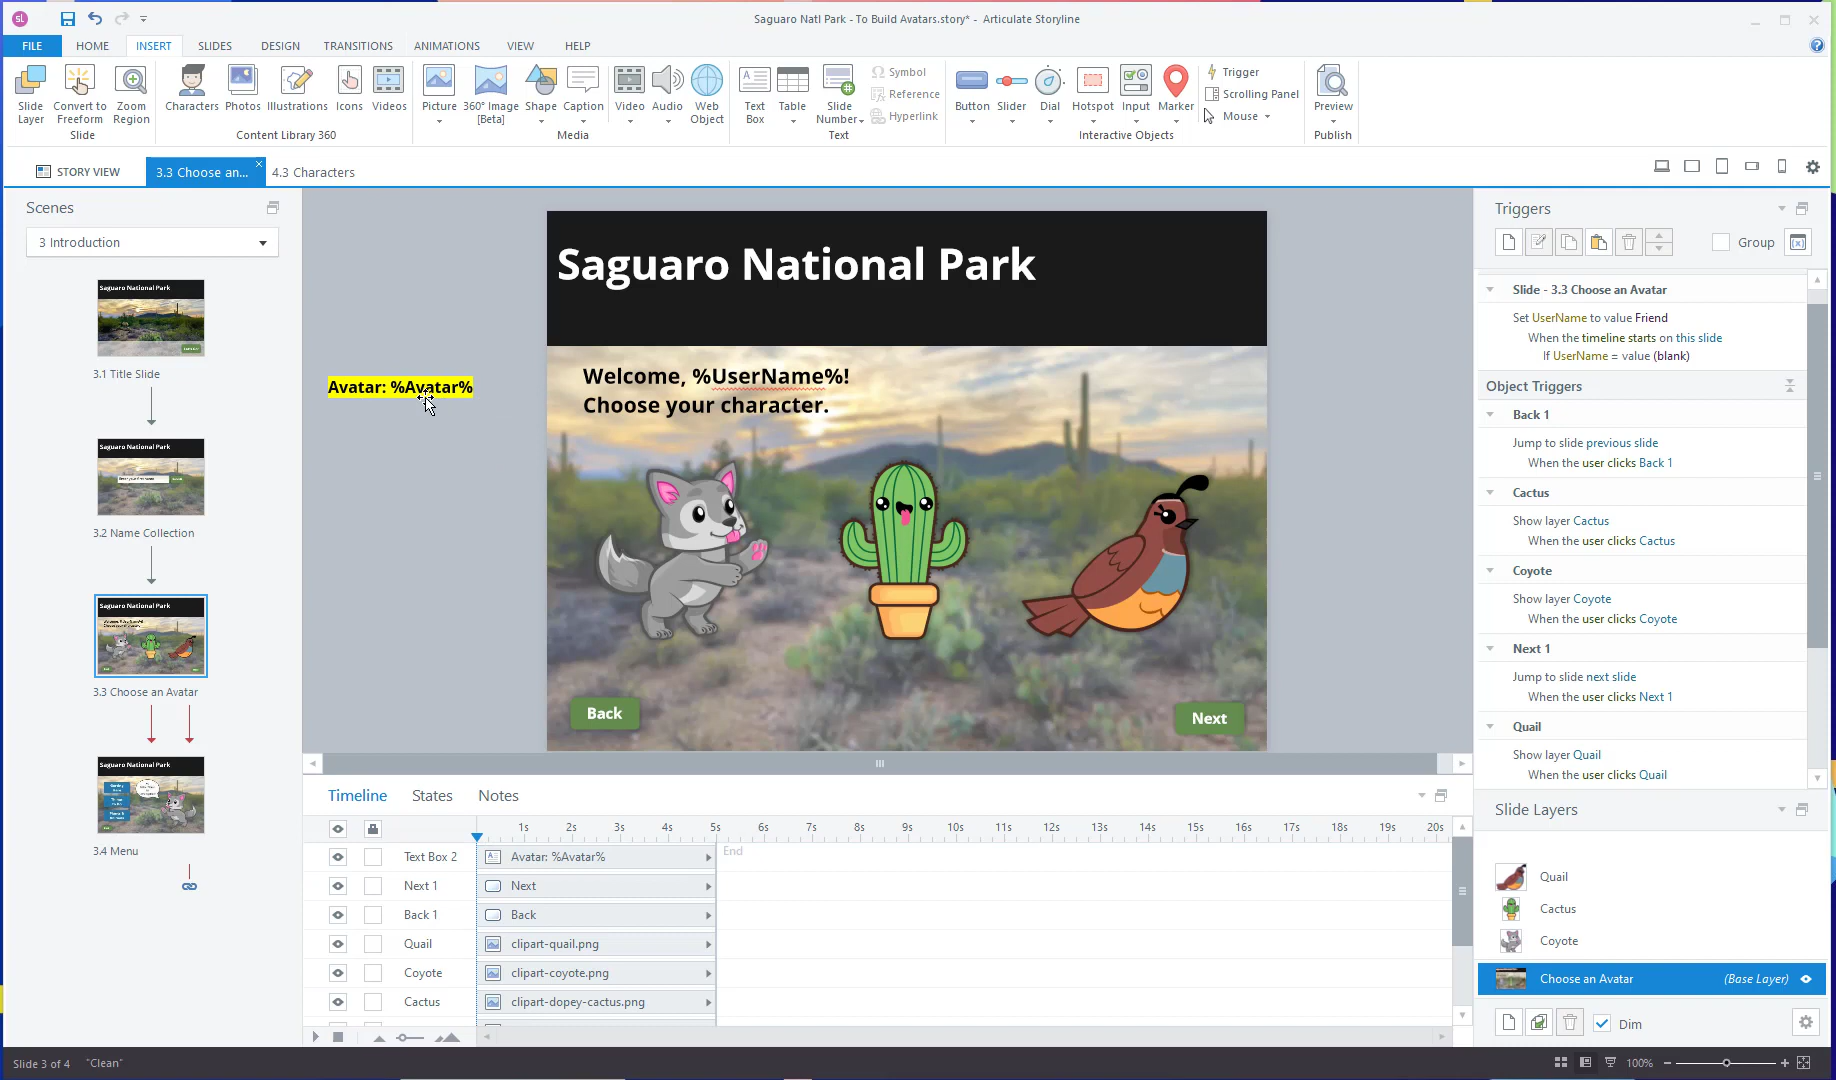 sl
Saguaro Natl Park - To Build Avatars.story* - Articulate Storyline
FILE
HOME
INSERT
SLIDES
DESIGN
TRANSITIONS
ANIMATIONS
VIEW
HELP
Slide Layer
Convert to Freeform
Zoom Region
Slide
Characters
Photos
Illustrations
Icons
Videos
Content Library 360
Picture
360° Image [Beta]
Shape
Caption
Video
Audio
Web Object
Media
Text Box
Table
Slide Number
Symbol
Reference
Hyperlink
Text
Button
Slider
Dial
Hotspot
Input
Marker
Trigger
Scrolling Panel
Mouse
Interactive Objects
Preview
Publish
STORY VIEW
3.3 Choose an...
4.3 Characters
Scenes
3 Introduction
Saguaro National Park
3.1 Title Slide
Saguaro National Park
3.2 Name Collection
Saguaro National Park
3.3 Choose an Avatar
Saguaro National Park
3.4 Menu
Avatar: %Avatar%
Saguaro National Park
Welcome, %UserName%!
Choose your character.
Back
Next
Timeline
States
Notes
1s 2s 3s 4s 5s 6s 7s 8s 9s 10s 11s 12s 13s 14s 15s 16s 17s 18s 19s 20s
Text Box 2
Avatar: %Avatar%
End
Next 1
Next
Back 1
Back
Quail
clipart-quail.png
Coyote
clipart-coyote.png
Cactus
clipart-dopey-cactus.png
Triggers
Group
Slide - 3.3 Choose an Avatar
Set UserName to value Friend
When the timeline starts on this slide
If UserName = value (blank)
Object Triggers
Back 1
Jump to slide previous slide
When the user clicks Back 1
Cactus
Show layer Cactus
When the user clicks Cactus
Coyote
Show layer Coyote
When the user clicks Coyote
Next 1
Jump to slide next slide
When the user clicks Next 1
Quail
Show layer Quail
When the user clicks Quail
Slide Layers
Quail
Cactus
Coyote
Choose an Avatar
(Base Layer)
Dim
Slide 3 of 4
"Clean"
100%